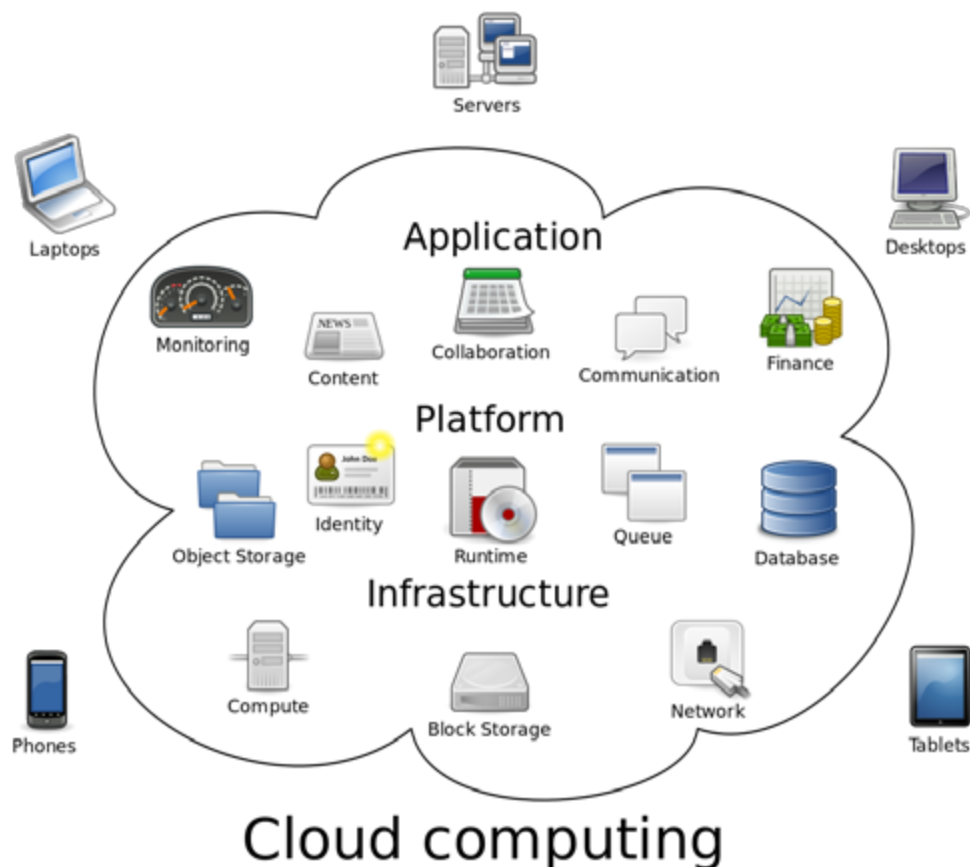 Servers
Laptops
Desktops
Application
Monitoring
NEWS
Content
Collaboration
Communication
Finance
Platform
John Doe
Object Storage
Identity
Runtime
Queue
Database
Infrastructure
Compute
Block Storage
Network
Phones
Tablets
Cloud computing